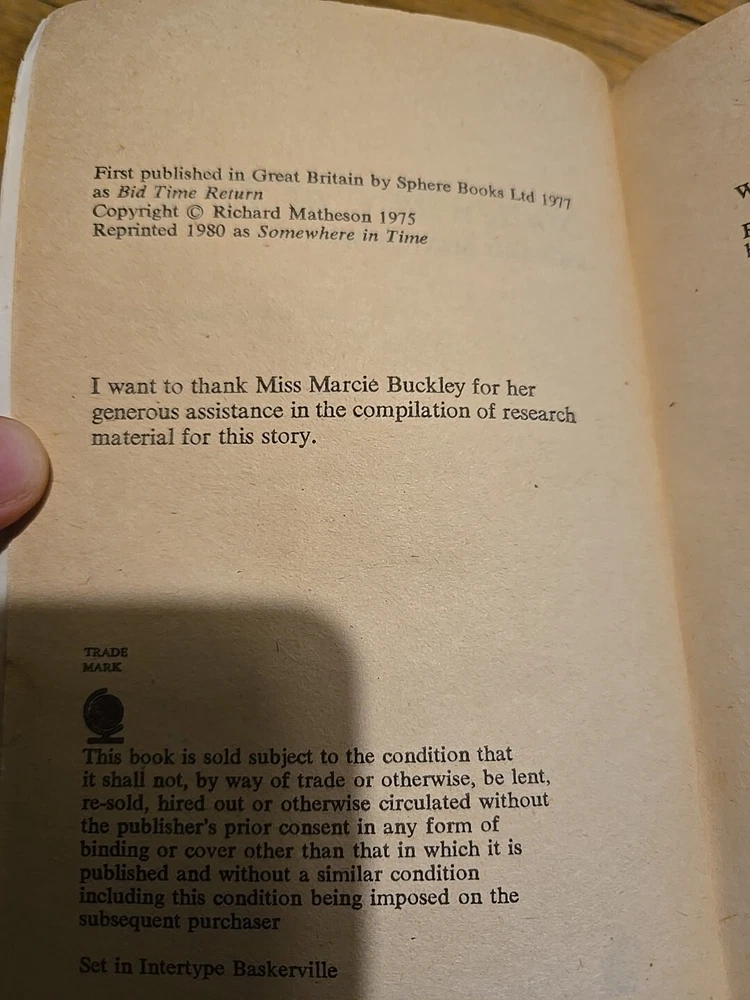 First published in Great Britain by Sphere Books Ltd 1977
as Bid Time Return
Copyright © Richard Matheson 1975
Reprinted 1980 as Somewhere in Time
I want to thank Miss Marcie Buckley for her
generous assistance in the compilation of research
material for this story.
TRADE
MARK
This book is sold subject to the condition that
it shall not, by way of trade or otherwise, be lent,
re-sold, hired out or otherwise circulated without
the publisher's prior consent in any form of
binding or cover other than that in which it is
published and without a similar condition
including this condition being imposed on the
subsequent purchaser
Set in Intertype Baskerville